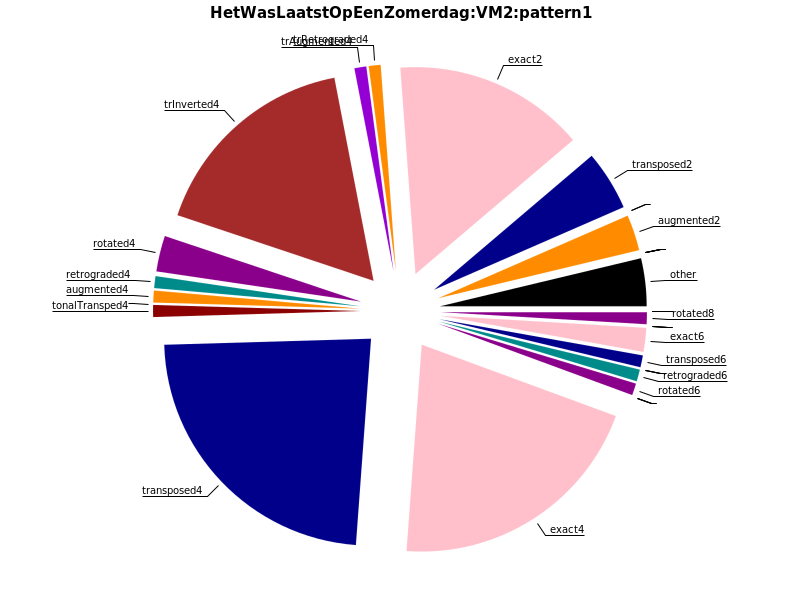 HetWasLaatstOpEenZomerdag:VM2:pattern1
trRetrograded4
trAugmented4
exact2
trInverted4
transposed2
augmented2
rotated4
other
retrograded4
augmented4
tonalTransped4
rotated8
exact6
transposed6
retrograded6
rotated6
transposed4
exact4